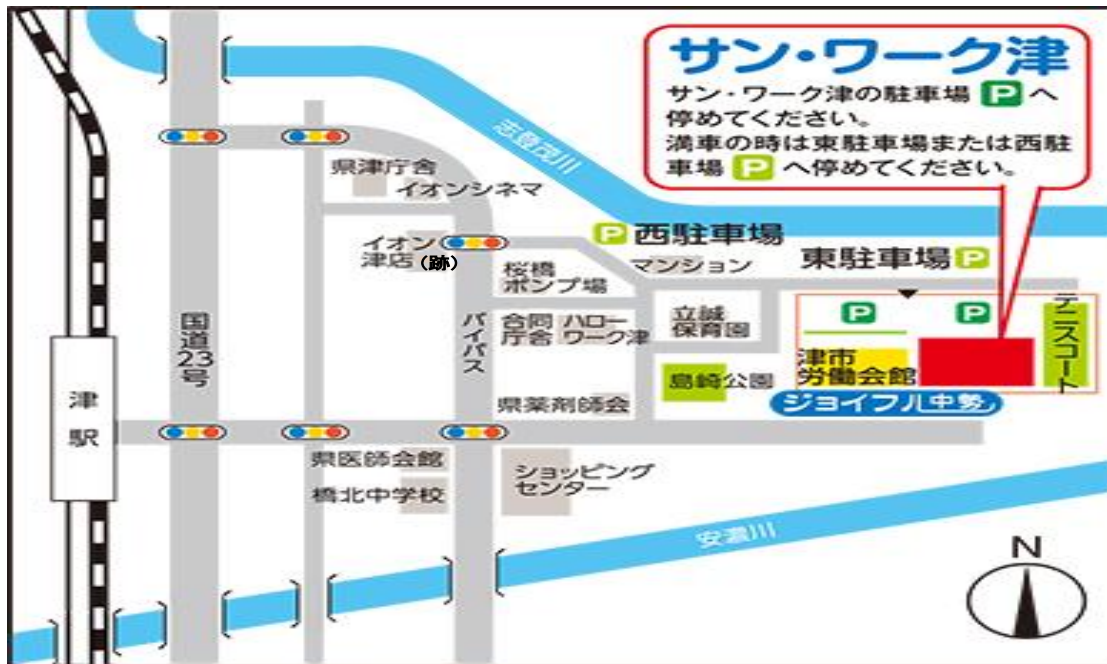 サン・ワーク津
サン・ワーク津の駐車場 P へ
停めてください。
満車の時は東駐車場または西駐
車場 P へ停めてください。
志登茂川
県津庁舎
イオンシネマ
イオン
津店
(跡)
P 西駐車場
マンション
東駐車場 P
桜橋
ポンプ場
国道23号
バイパス
合同
庁舎
ハロー
ワーク津
立誠
保育園
P
P
テニスコート
津市
労働会館
島崎公園
ジョイフル中勢
津駅
県薬剤師会
県医師会館
橋北中学校
ショッピング
センター
安濃川
N